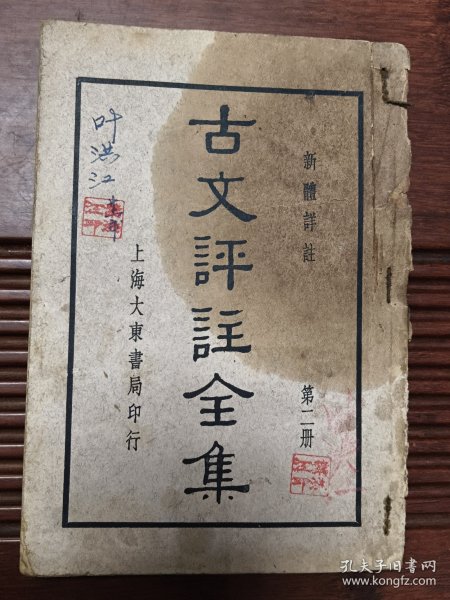 新體評註
第二册
古文評註全集
上海大東書局印行
叶洪江
孔夫子旧书网
www.kongfz.com